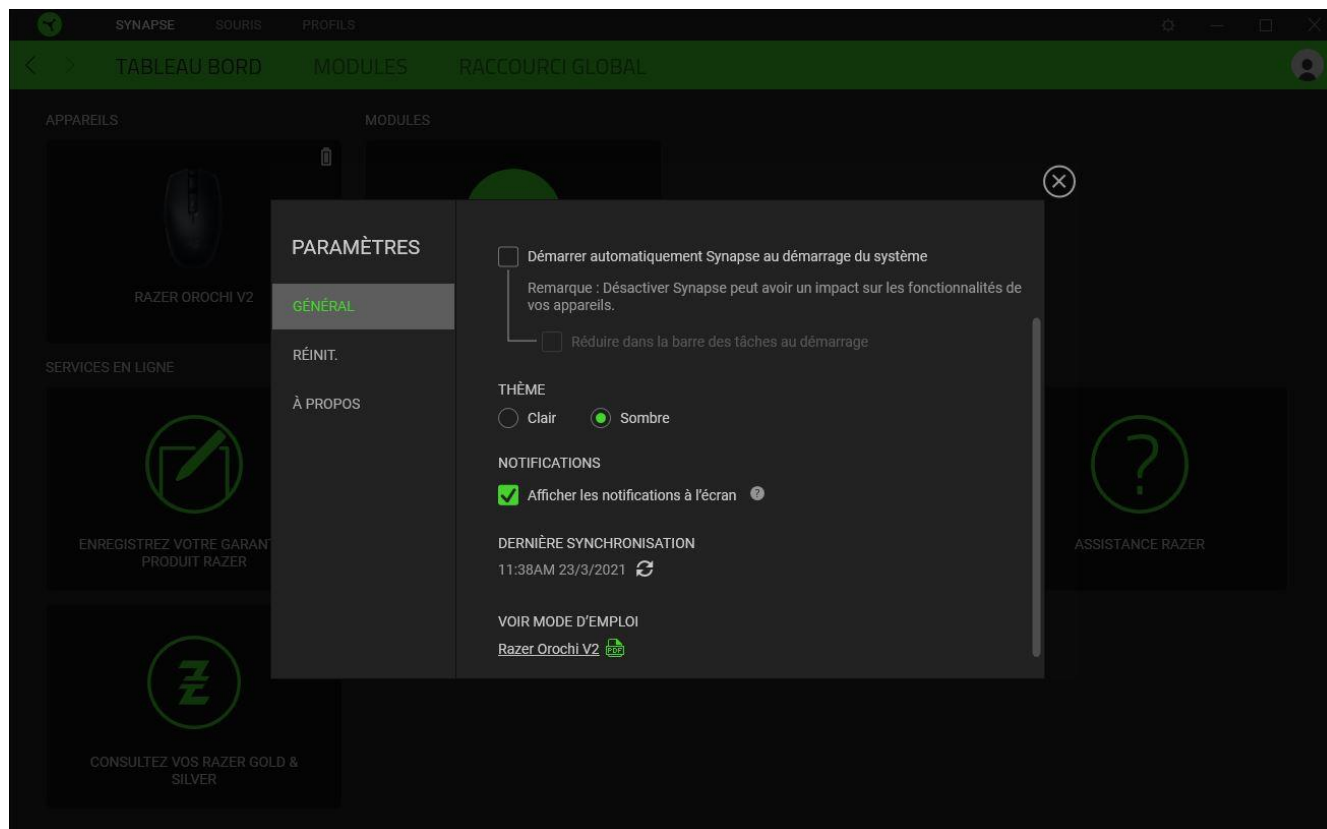 SYNAPSE SOURIS PROFILS
TABLEAU BORD MODULES RACCOURCI GLOBAL
APPAREILS MODULES
RAZER OROCHI V2
SERVICES EN LIGNE
ENREGISTREZ VOTRE GARAN
PRODUIT RAZER
CONSULTEZ VOS RAZER GOLD &
SILVER
ASSISTANCE RAZER
PARAMÈTRES
GÉNÉRAL
RÉINIT.
À PROPOS
Démarrer automatiquement Synapse au démarrage du système
Remarque : Désactiver Synapse peut avoir un impact sur les fonctionnalités de
vos appareils.
Réduire dans la barre des tâches au démarrage
THÈME
Clair Sombre
NOTIFICATIONS
Afficher les notifications à l'écran ?
DERNIÈRE SYNCHRONISATION
11:38AM 23/3/2021
VOIR MODE D'EMPLOI
Razer Orochi V2 PDF